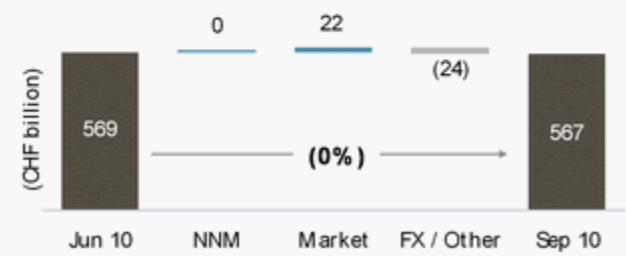 0
22
(24)
(CHF billion)
569
567
(0%)
Jun 10
NNM
Market
FX / Other
Sep 10